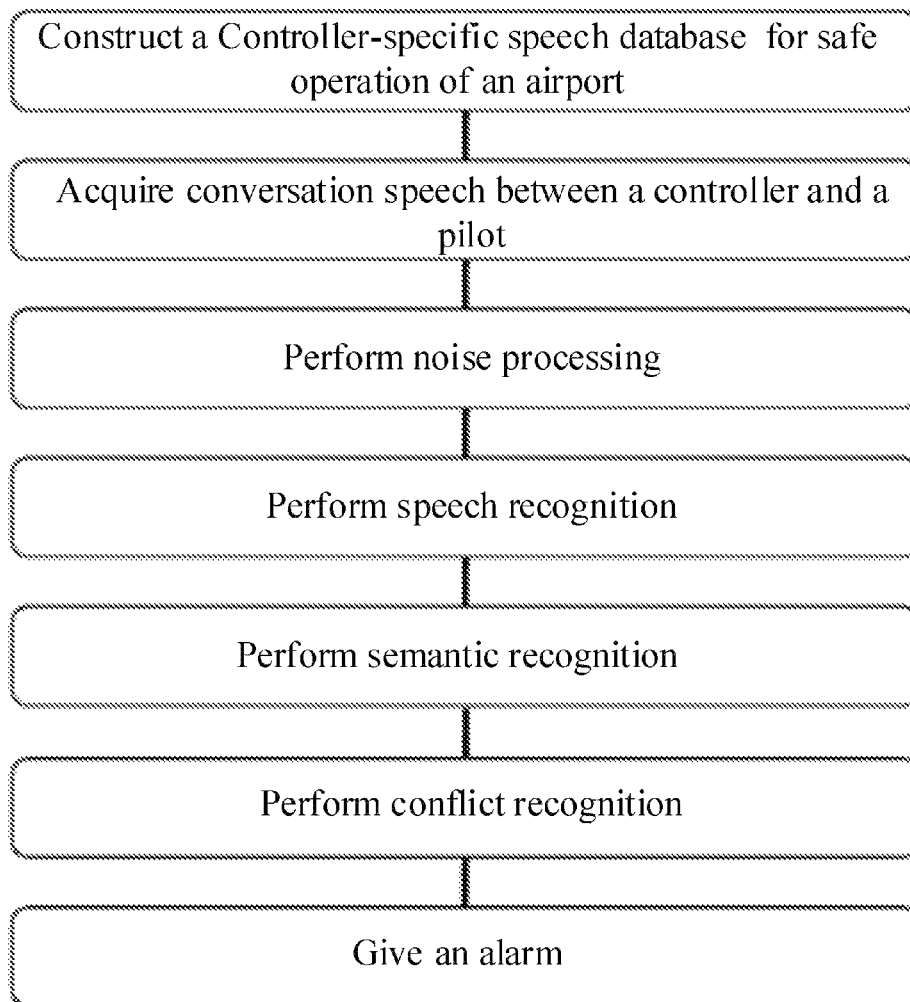 Construct a Controller-specific speech database for safe
operation of an airport
Acquire conversation speech between a controller and a
pilot
Perform noise processing
Perform speech recognition
Perform semantic recognition
Perform conflict recognition
Give an alarm